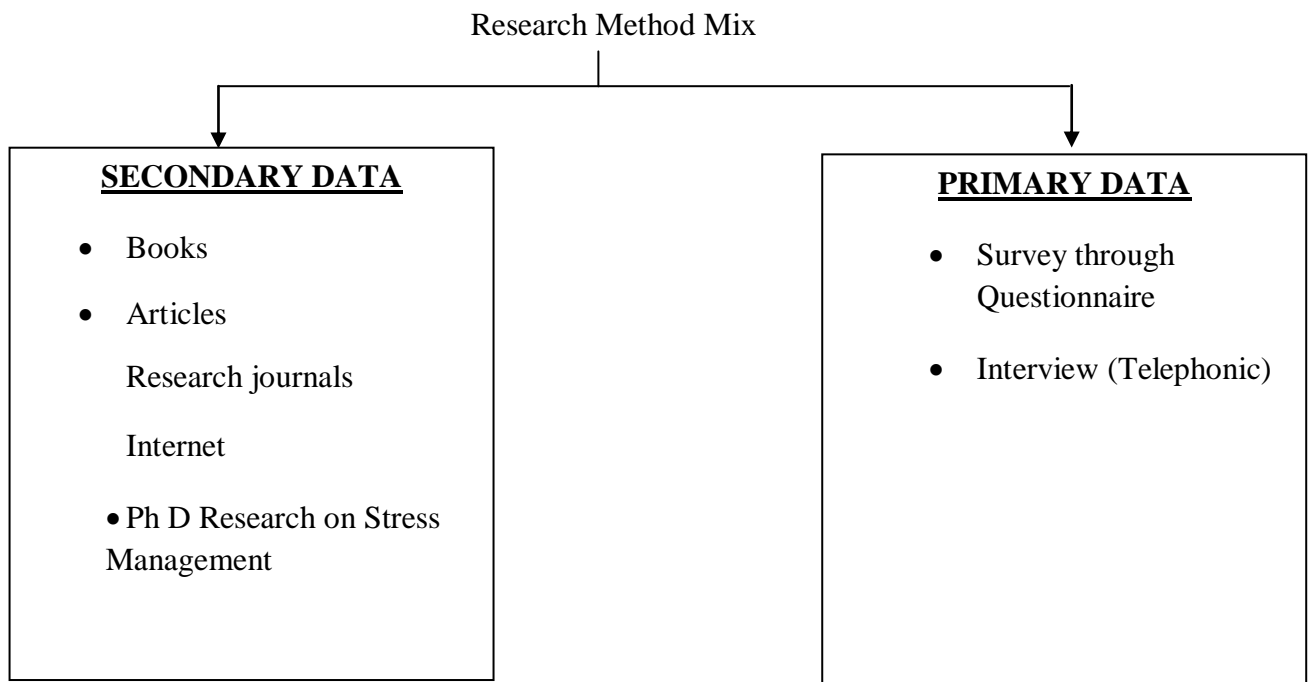 Research Method Mix
SECONDARY DATA
• Books
• Articles
Research journals
Internet
• Ph D Research on Stress
Management
PRIMARY DATA
• Survey through
Questionnaire
• Interview (Telephonic)